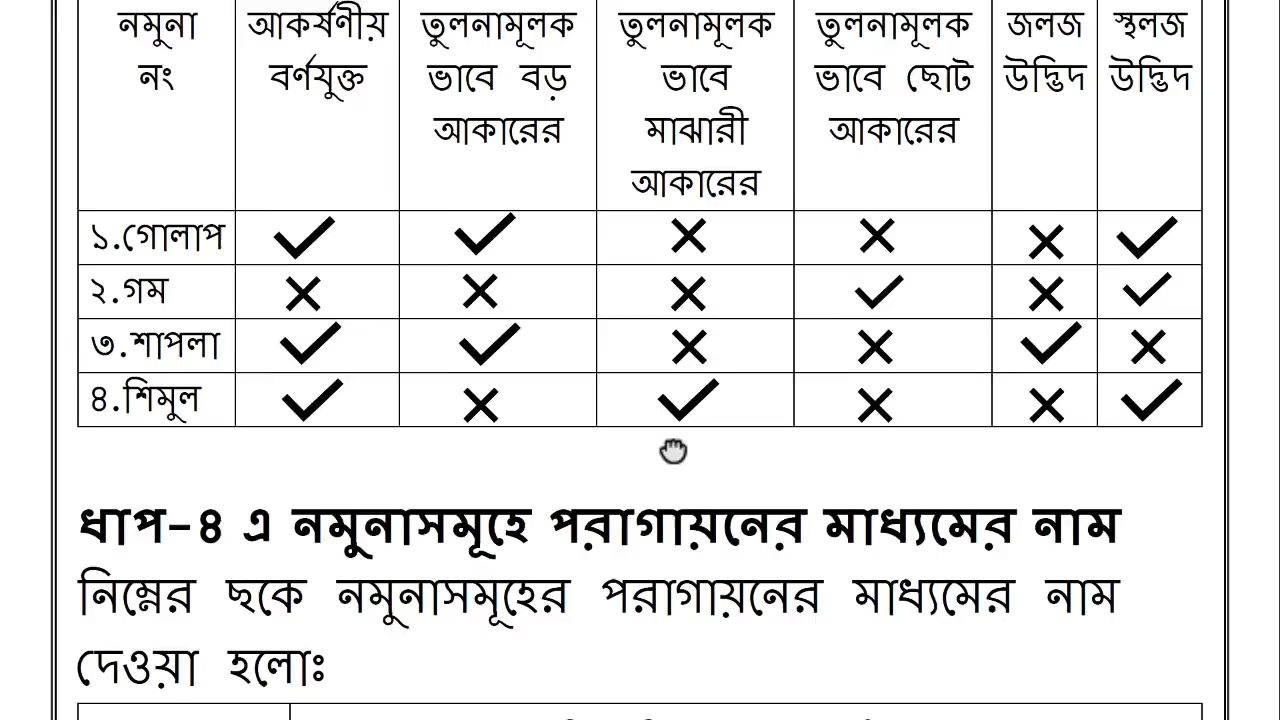 নমুনা নং আকর্ষণীয় বর্ণযুক্ত তুলনামূলক ভাবে বড় আকারের তুলনামূলক ভাবে মাঝারী আকারের তুলনামূলক ভাবে ছোট আকারের জলজ উদ্ভিদ স্থলজ উদ্ভিদ
১.গোলাপ ✓ ✓ × × × ✓
২.গম × × × ✓ × ✓
৩.শাপলা ✓ ✓ × × ✓ ×
৪.শিমুল ✓ × ✓ × × ✓
ধাপ-৪ এ নমুনাসমূহে পরাগায়নের মাধ্যমের নাম
নিম্নের ছকে নমুনাসমূহের পরাগায়নের মাধ্যমের নাম
দেওয়া হলোঃ